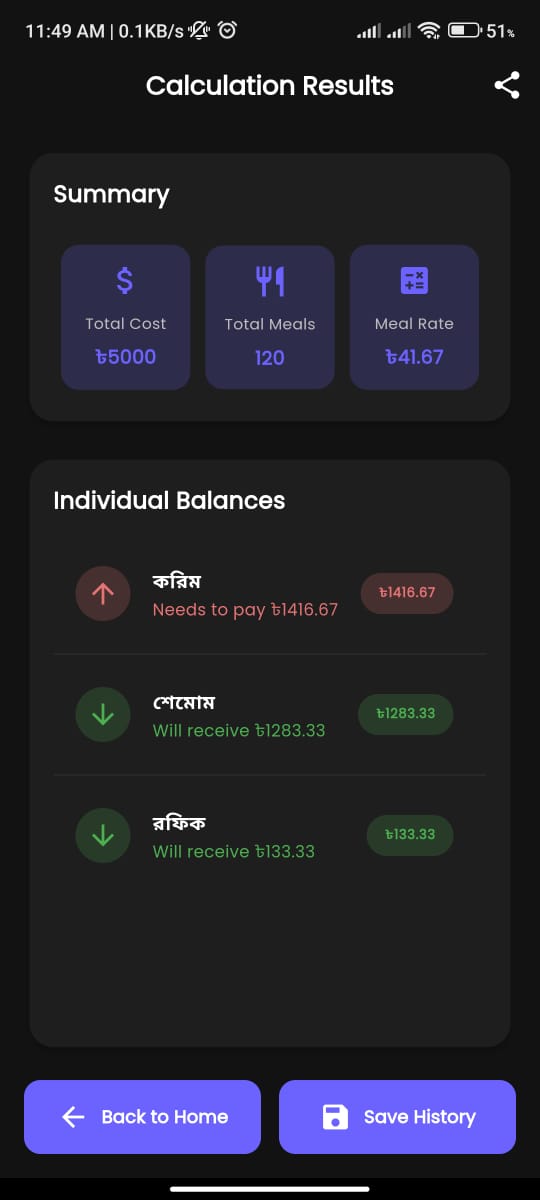 11:49 AM | 0.1KB/s 51%
Calculation Results
Summary
Total Cost Total Meals Meal Rate
৳5000 120 ৳41.67
Individual Balances
করিম
Needs to pay ৳1416.67
৳1416.67
শেমোম
Will receive ৳1283.33
৳1283.33
রফিক
Will receive ৳133.33
৳133.33
Back to Home Save History